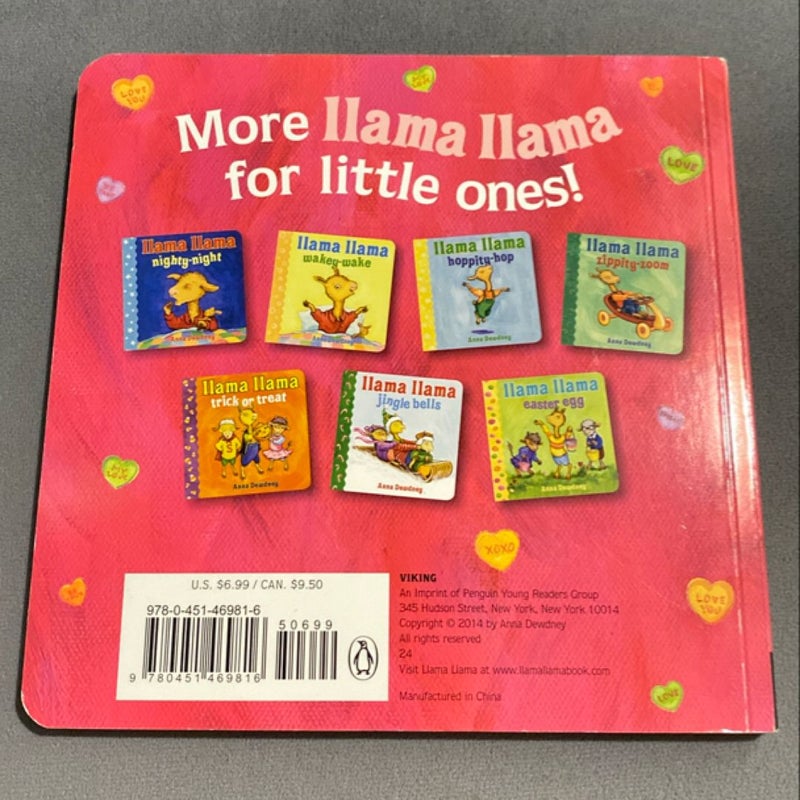 LOVE YOU
More llama llama
for little ones!
LOVE
llama llama
nighty-night
Anna Dewdney
llama llama
wakey-wake
Anna Dewdney
llama llama
hoppity-hop
Anna Dewdney
llama llama
zippity-zoom
Anna Dewdney
llama llama
trick or treat
Anna Dewdney
llama llama
jingle bells
Anna Dewdney
llama llama
easter egg
Anna Dewdney
XOXO
LOVE YOU
LOVE
U.S. $6.99 / CAN. $9.50
978-0-451-46981-6
50699
9 780451 469816
VIKING
An Imprint of Penguin Young Readers Group
345 Hudson Street, New York, New York 10014
Copyright © 2014 by Anna Dewdney
All rights reserved
24
Visit Llama Llama at www.llamallamabook.com
Manufactured in China